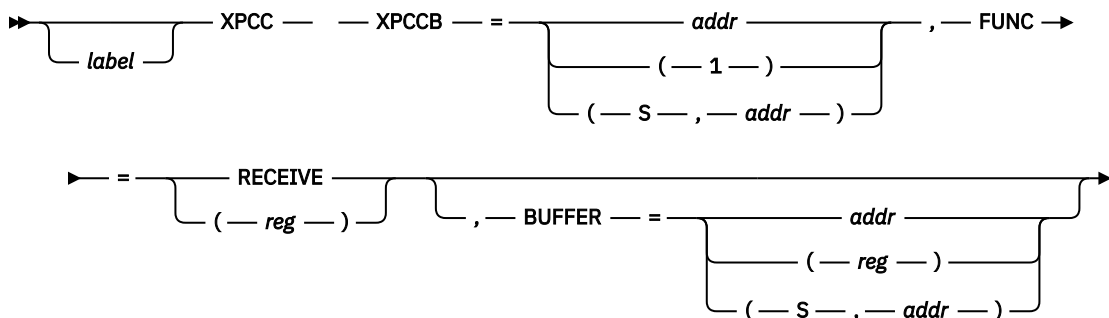 XPCC XPCCB = addr , FUNC
label ( 1 )
( S , addr )
= RECEIVE
( reg ) , BUFFER = addr
( reg )
( S , addr )